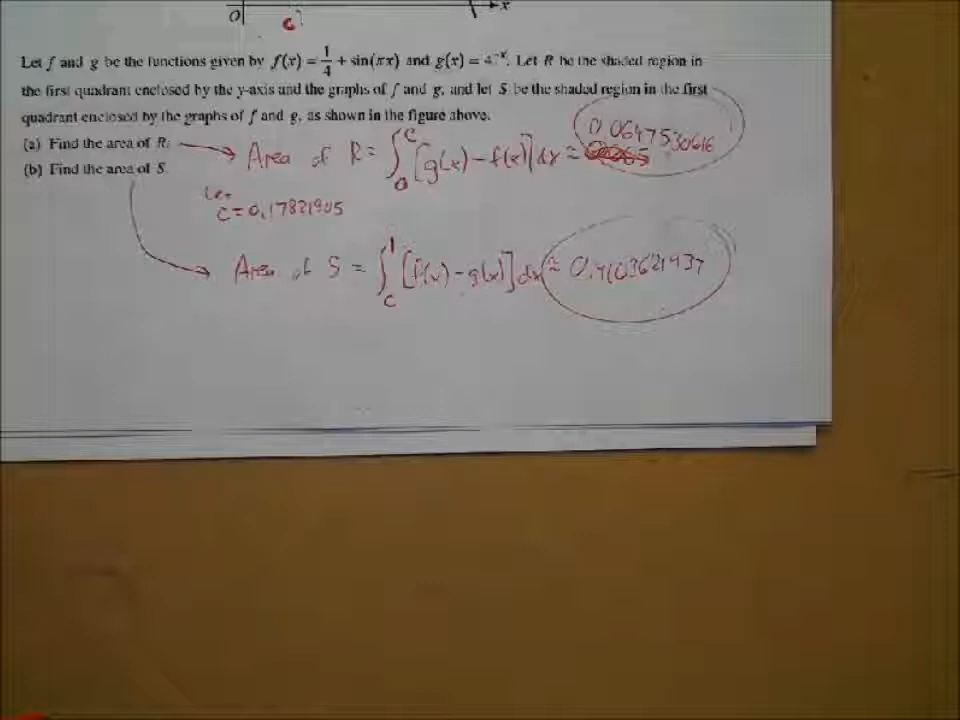 O x
c
Let f and g be the functions given by f(x) = 1/4 + sin(πx) and g(x) = 4^-x. Let R be the shaded region in
the first quadrant enclosed by the y-axis and the graphs of f and g, and let S be the shaded region in the first
quadrant enclosed by the graphs of f and g, as shown in the figure above.
(a) Find the area of R. → Area of R = ∫₀ᶜ [g(x) – f(x)] dx ≈ 0.0647530616
(b) Find the area of S.
Let
c = 0.17821905
Area of S = ∫_c^1 [f(x) – g(x)] dx ≈